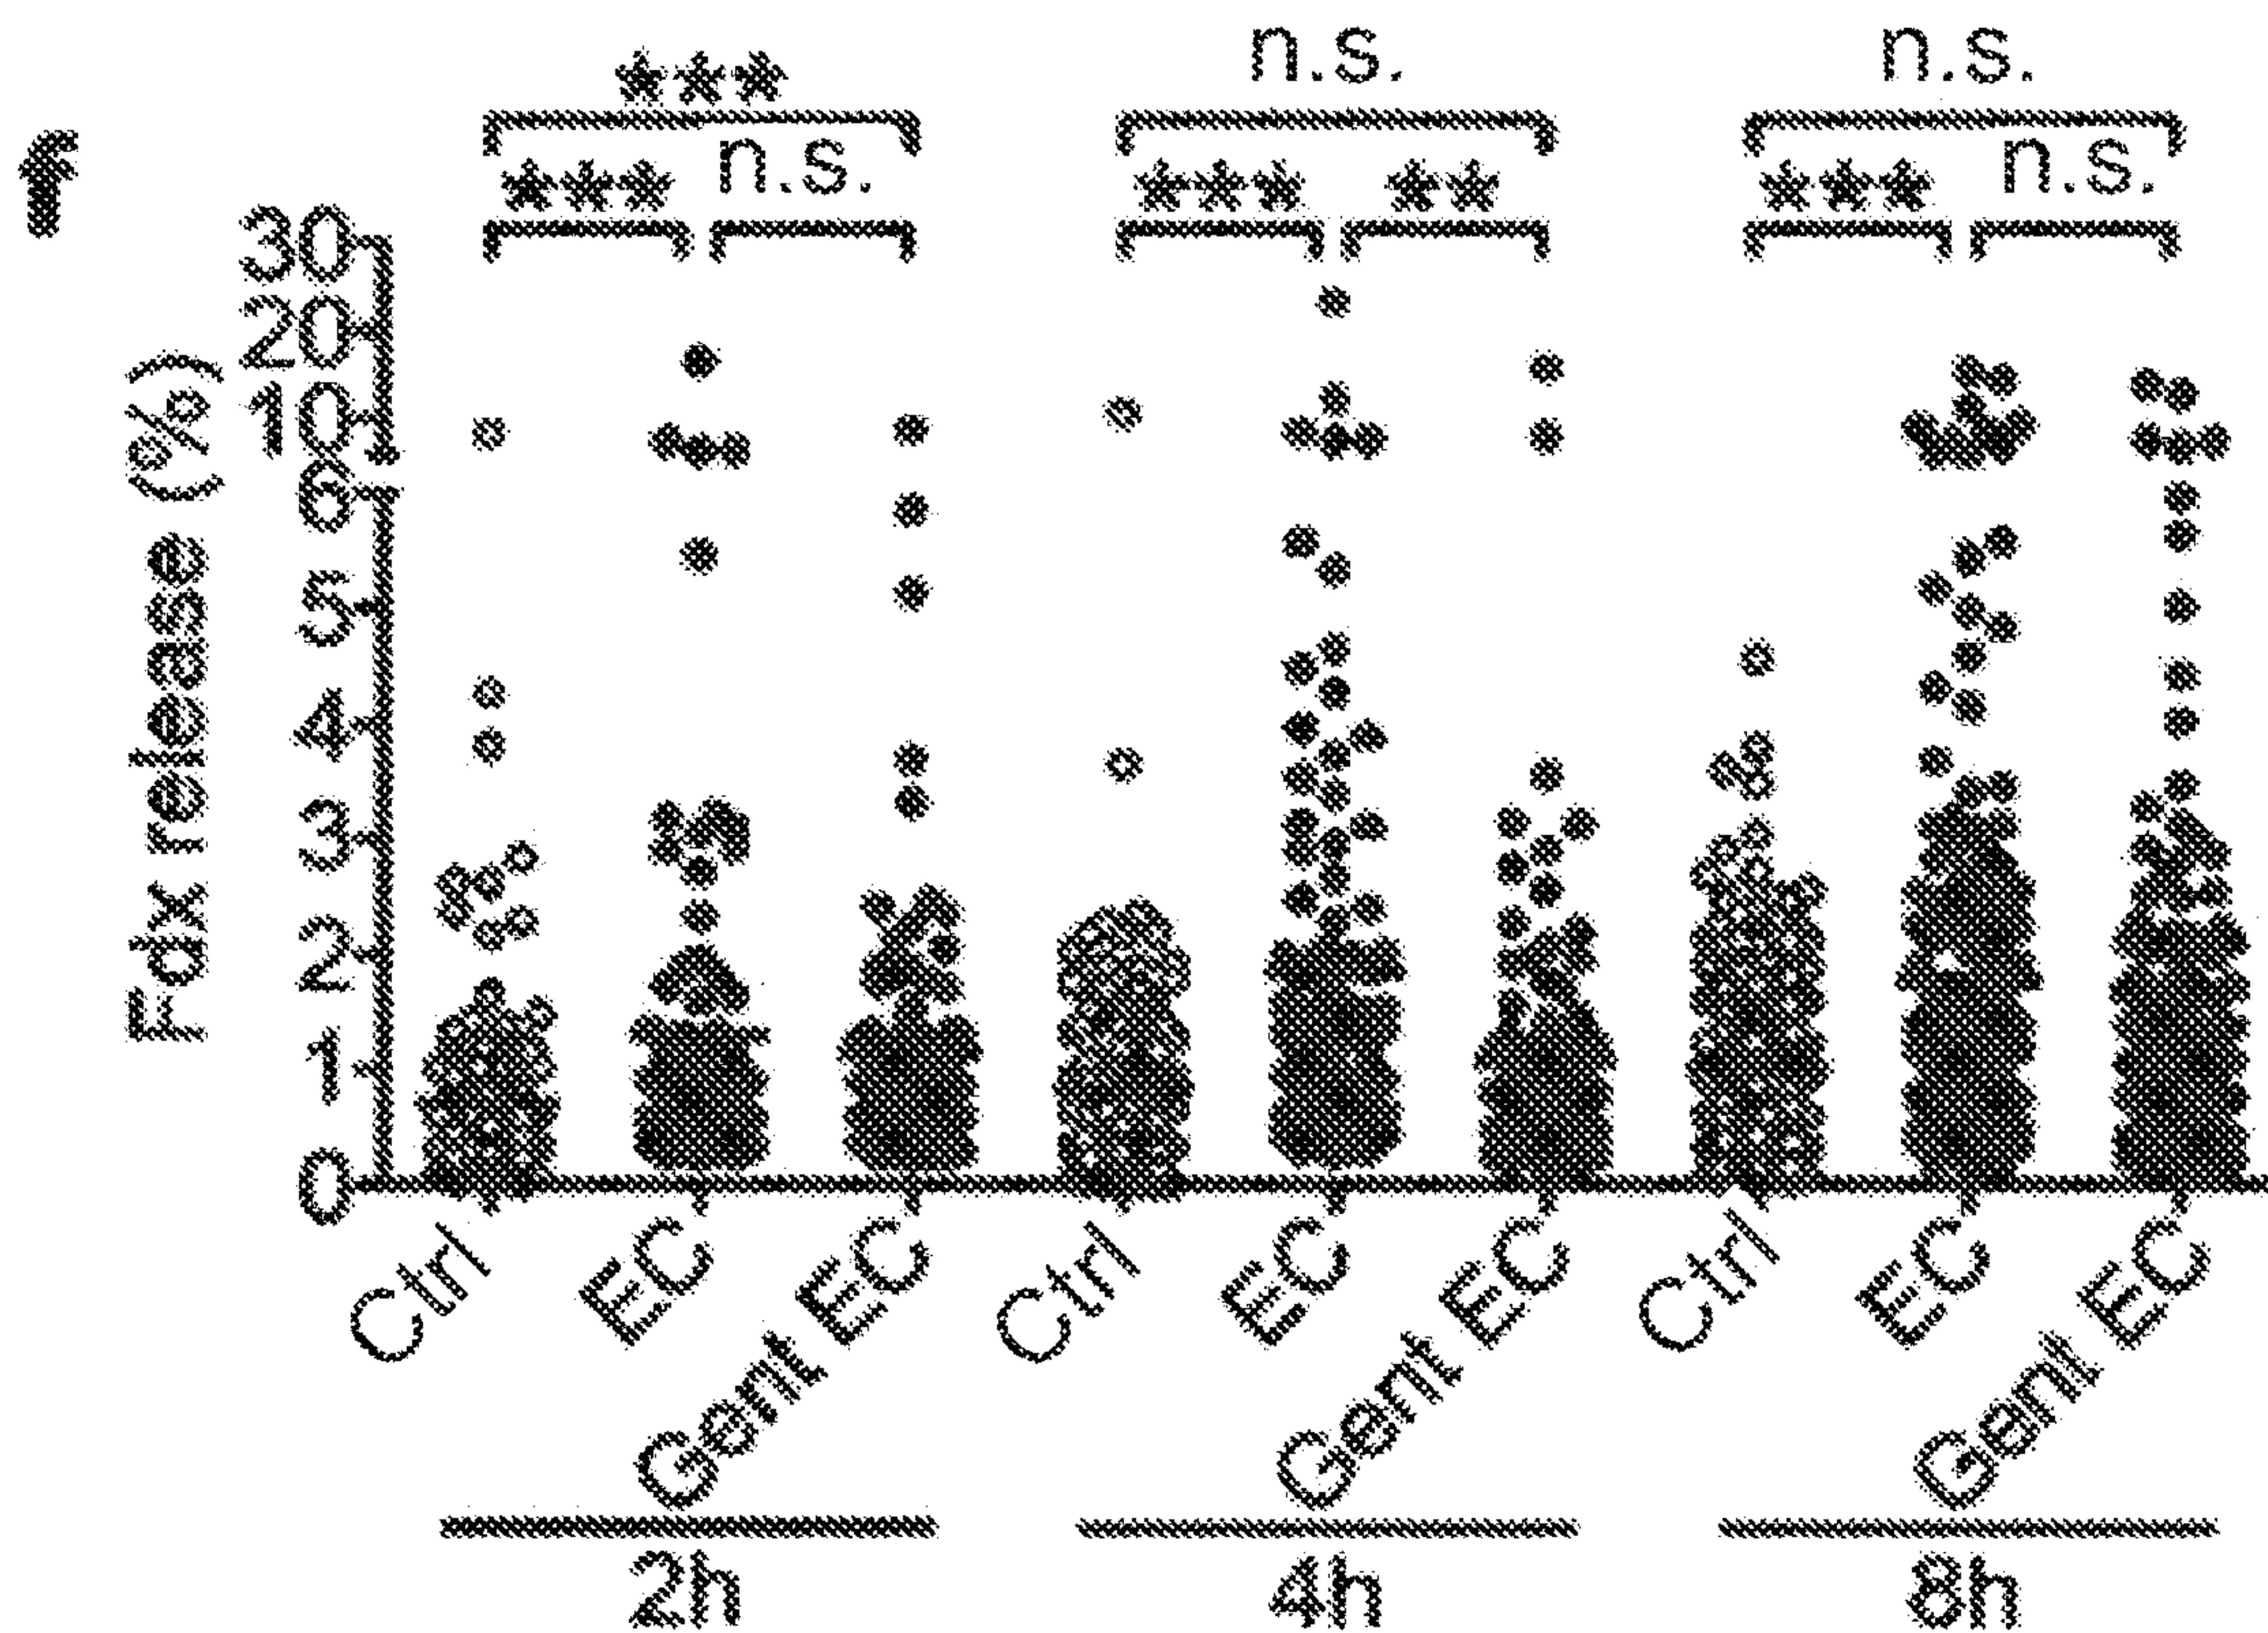 f
*** n.s. n.s.
*** n.s. *** ** *** n.s.
Fdx release (%)
30
20
10
6
5
4
3
2
1
0
Ctrl EC Gent EC Ctrl EC Gent EC Ctrl EC Gent EC
2h 4h 8h